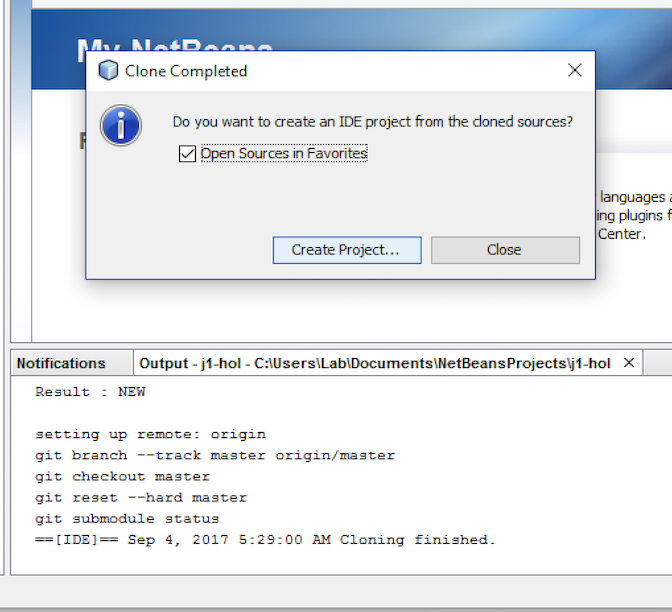 My NetBeans
Clone Completed
Do you want to create an IDE project from the cloned sources?
Open Sources in Favorites
languages
ing plugins f
Center.
Create Project...
Close
Notifications
Output - j1-hol - C:\Users\Lab\Documents\NetBeansProjects\j1-hol
Result : NEW
setting up remote: origin
git branch --track master origin/master
git checkout master
git reset --hard master
git submodule status
==[IDE]== Sep 4, 2017 5:29:00 AM Cloning finished.